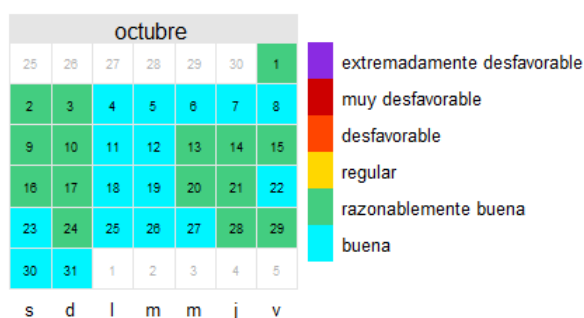 octubre
25 26 27 28 29 30 1
2 3 4 5 6 7 8
9 10 11 12 13 14 15
16 17 18 19 20 21 22
23 24 25 26 27 28 29
30 31 1 2 3 4 5
s d l m m j v
extremadamente desfavorable
muy desfavorable
desfavorable
regular
razonablemente buena
buena